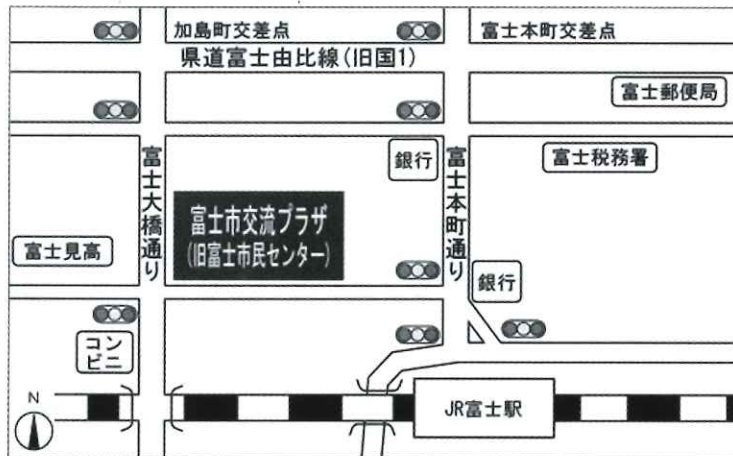 加島町交差点
富士本町交差点
県道富士由比線(旧国1)
富士郵便局
銀行
富士税務署
富士大橋通り
富士本町通り
富士市交流プラザ
(旧富士市民センター)
富士見高
銀行
コン
ビニ
N
JR富士駅